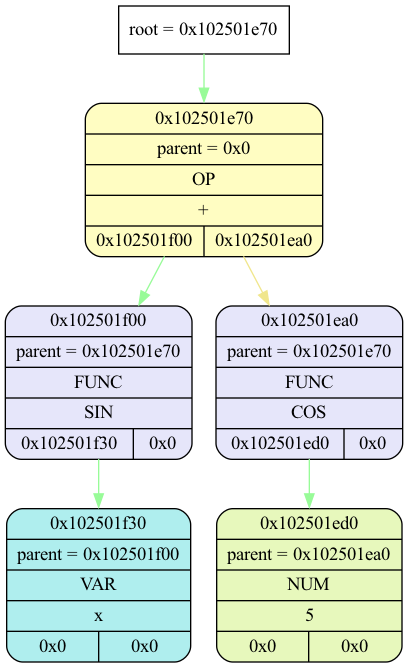 root = 0x102501e70
0x102501e70
parent = 0x0
OP
+
0x102501f00 0x102501ea0
0x102501f00
parent = 0x102501e70
FUNC
SIN
0x102501f30 0x0
0x102501ea0
parent = 0x102501e70
FUNC
COS
0x102501ed0 0x0
0x102501f30
parent = 0x102501f00
VAR
x
0x0 0x0
0x102501ed0
parent = 0x102501ea0
NUM
5
0x0 0x0